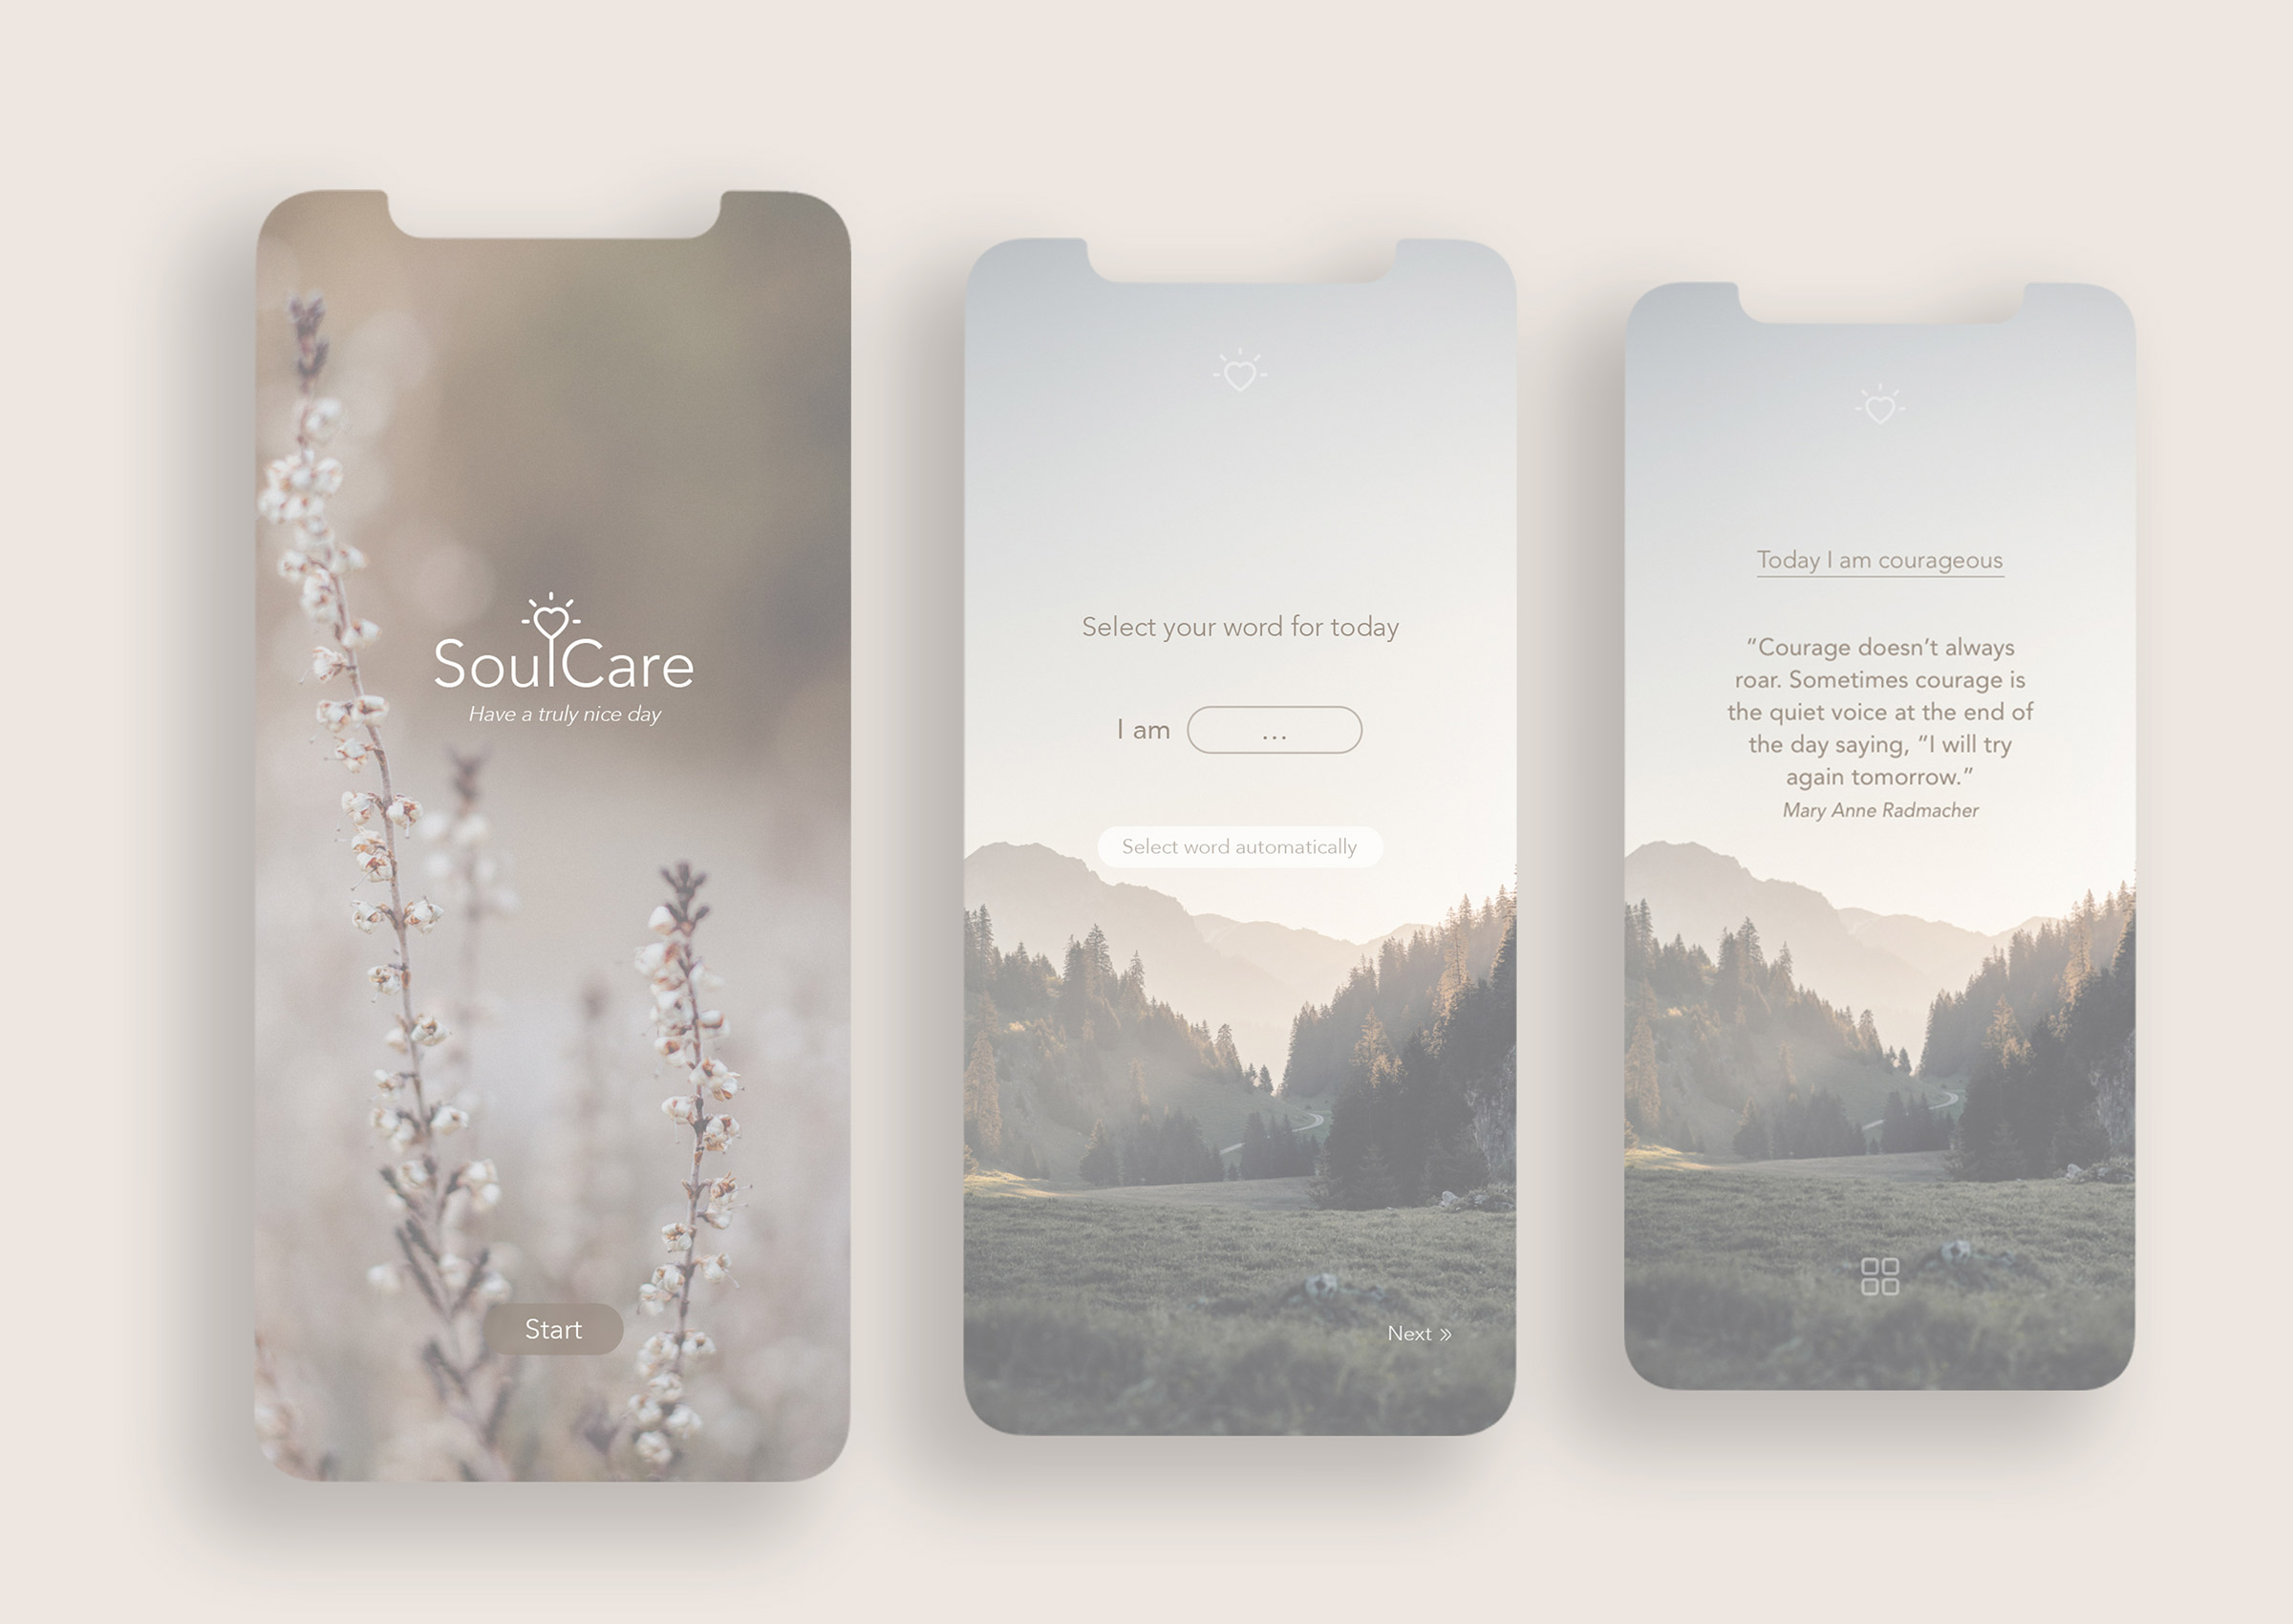 SoulCare
Have a truly nice day
Start
Select your word for today
I am ...
Select word automatically
Next »
Today I am courageous
”Courage doesn’t always
roar. Sometimes courage is
the quiet voice at the end of
the day saying, ”I will try
again tomorrow.”
Mary Anne Radmacher